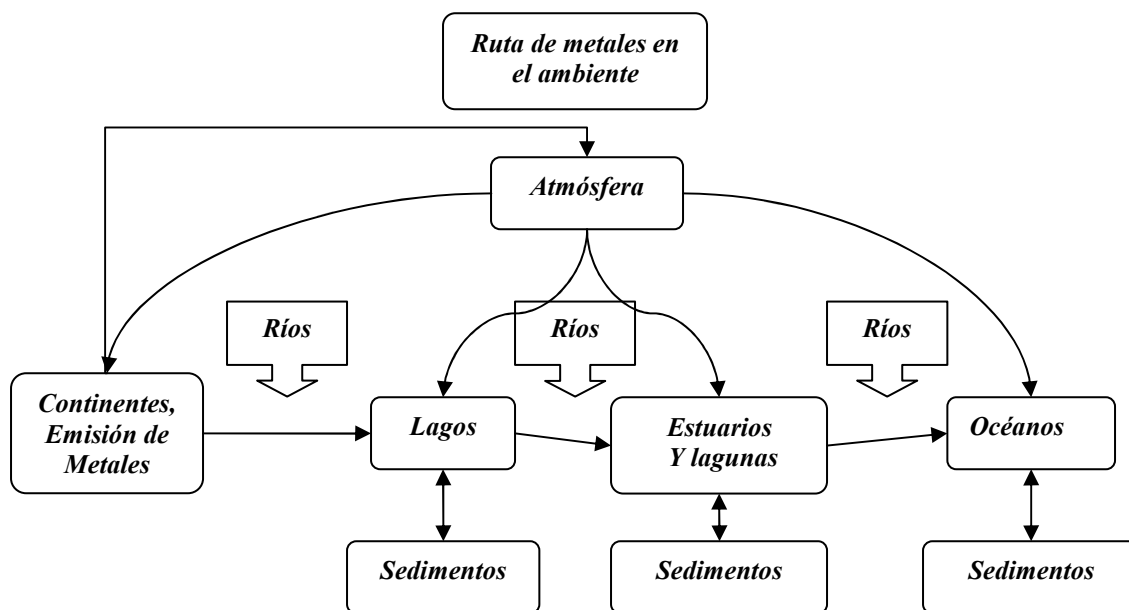 Ruta de metales en
el ambiente
Atmósfera
Ríos
Ríos
Ríos
Continentes,
Emisión de
Metales
Lagos
Estuarios
Y lagunas
Océanos
Sedimentos
Sedimentos
Sedimentos